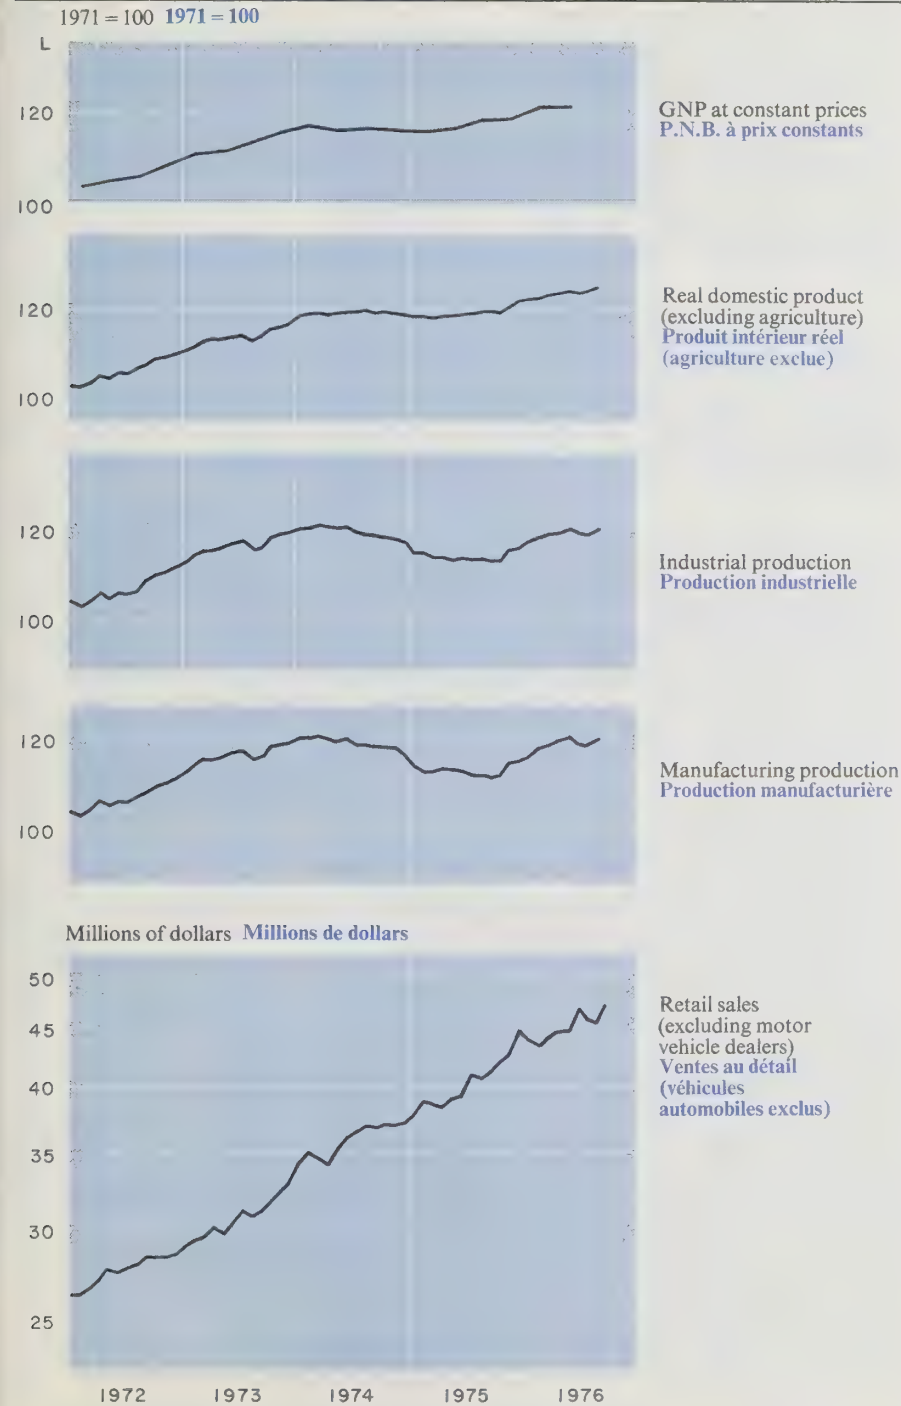 1971 = 100 1971 = 100
L
120
100
GNP at constant prices
P.N.B. à prix constants
120
100
Real domestic product
(excluding agriculture)
Produit intérieur réel
(agriculture exclue)
120
100
Industrial production
Production industrielle
120
100
Manufacturing production
Production manufacturière
Millions of dollars Millions de dollars
50
45
40
35
30
25
Retail sales
(excluding motor
vehicle dealers)
Ventes au détail
(véhicules
automobiles exclus)
1972 1973 1974 1975 1976